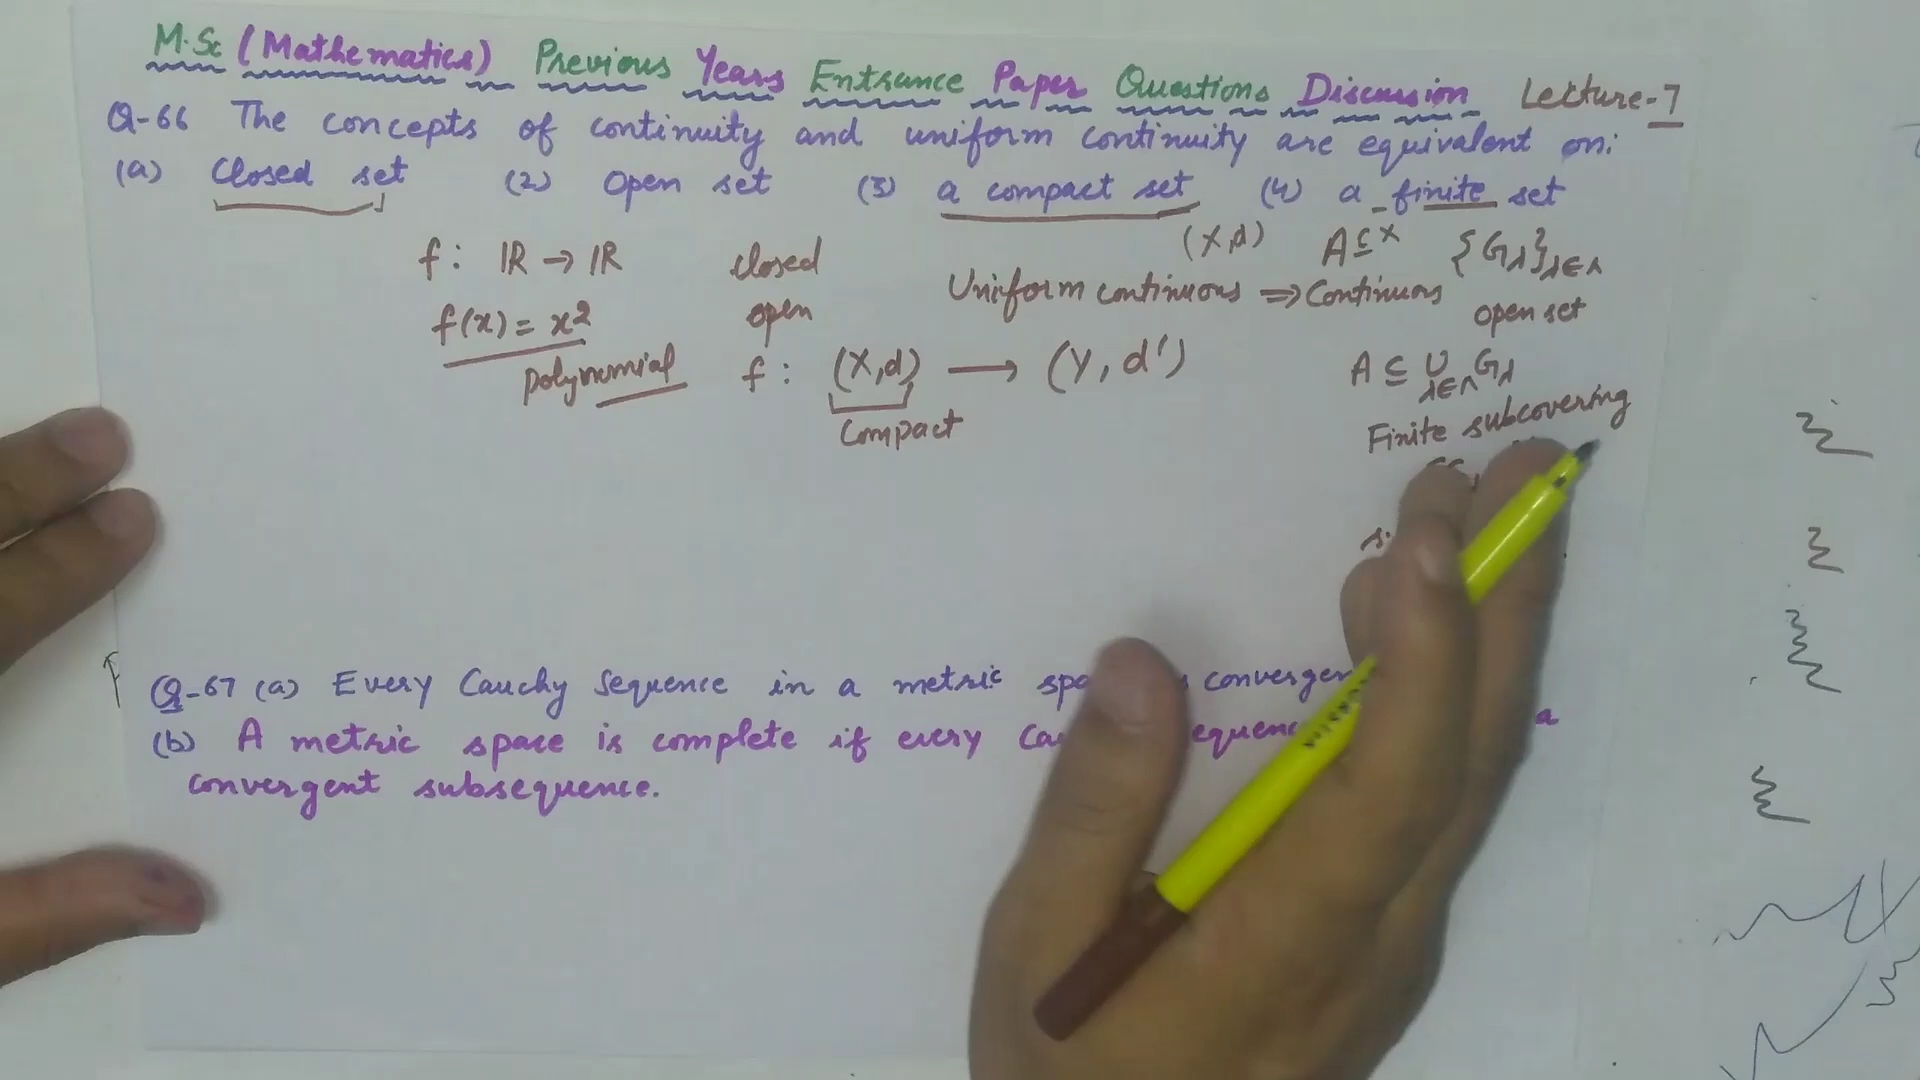 M.Sc (Mathematics) Previous Years Entrance Paper Questions Discussion Lecture-7
Q-66 The concepts of continuity and uniform continuity are equivalent on:
(a) Closed set (2) Open set (3) a compact set (4) a finite set
f: ℝ → ℝ closed (X,d) A ⊆ X {G_λ}_{λ∈Λ}
Uniform continuous ⇒ Continuous
f(x) = x² open open set
polynomial f: (X,d) → (Y,d') A ⊆ ∪_{λ∈Λ} G_λ
Compact Finite subcovering
Q-67 (a) Every Cauchy Sequence in a metric convergen
(b) A metric space is complete if every a
convergent subsequence.